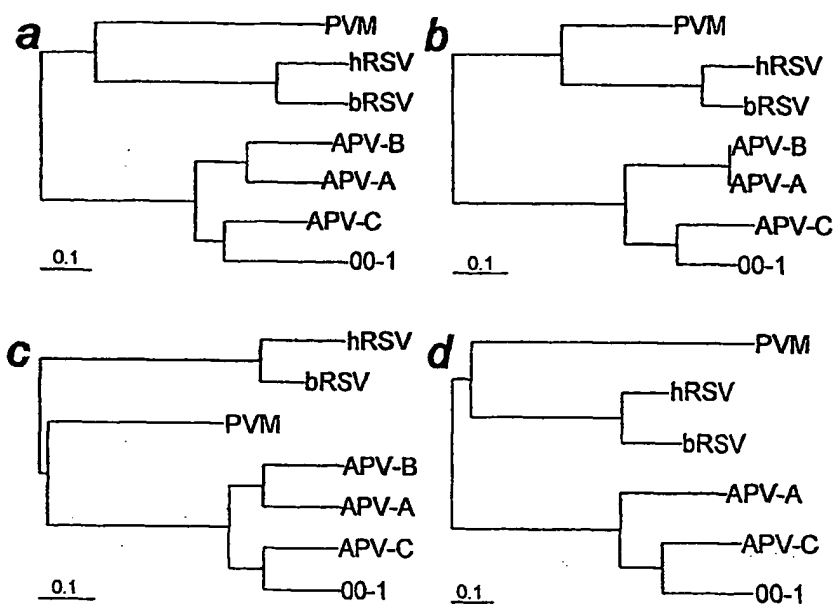 a
PVM
hRSV
bRSV
APV-B
APV-A
APV-C
00-1
0.1
b
PVM
hRSV
bRSV
APV-B
APV-A
APV-C
00-1
0.1
c
hRSV
bRSV
PVM
APV-B
APV-A
APV-C
00-1
0.1
d
PVM
hRSV
bRSV
APV-A
APV-C
00-1
0.1